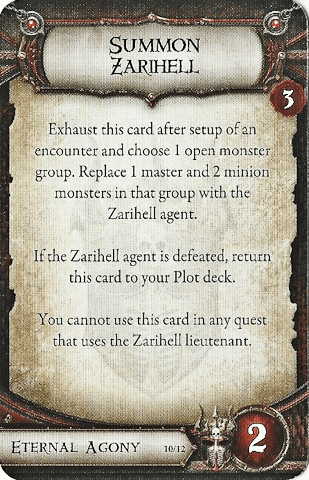 SUMMON
ZARIHELL
3
Exhaust this card after setup of an
encounter and choose 1 open monster
group. Replace 1 master and 2 minion
monsters in that group with the
Zarihell agent.
If the Zarihell agent is defeated, return
this card to your Plot deck.
You cannot use this card in any quest
that uses the Zarihell lieutenant.
ETERNAL AGONY 10/12
2